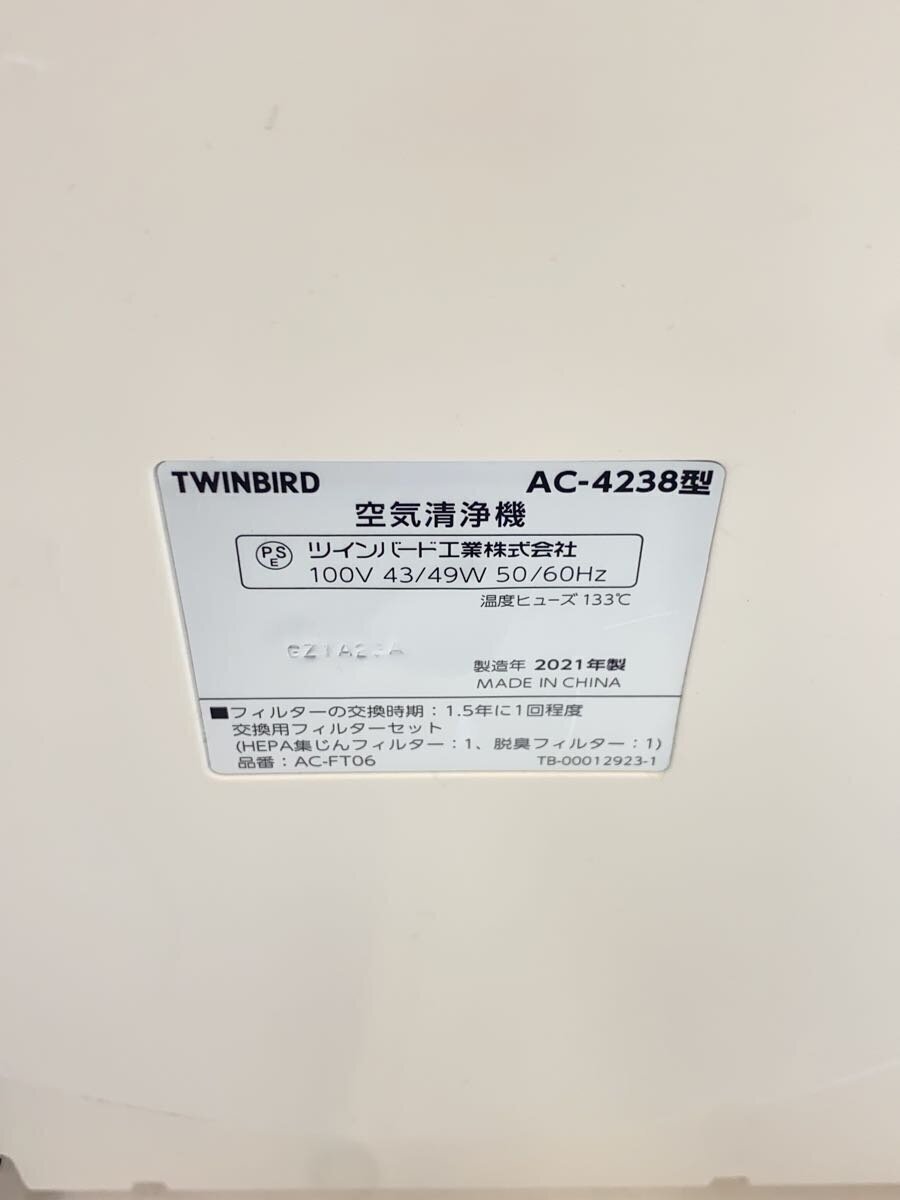 TWINBIRD AC-4238型
空気清浄機
PSE ツインバード工業株式会社
100V 43/49W 50/60Hz
温度ヒューズ 133℃
製造年 2021年製
MADE IN CHINA
■フィルターの交換時期：1.5年に1回程度
交換用フィルターセット
(HEPA集じんフィルター：1、脱臭フィルター：1)
品番：AC-FT06 TB-00012923-1